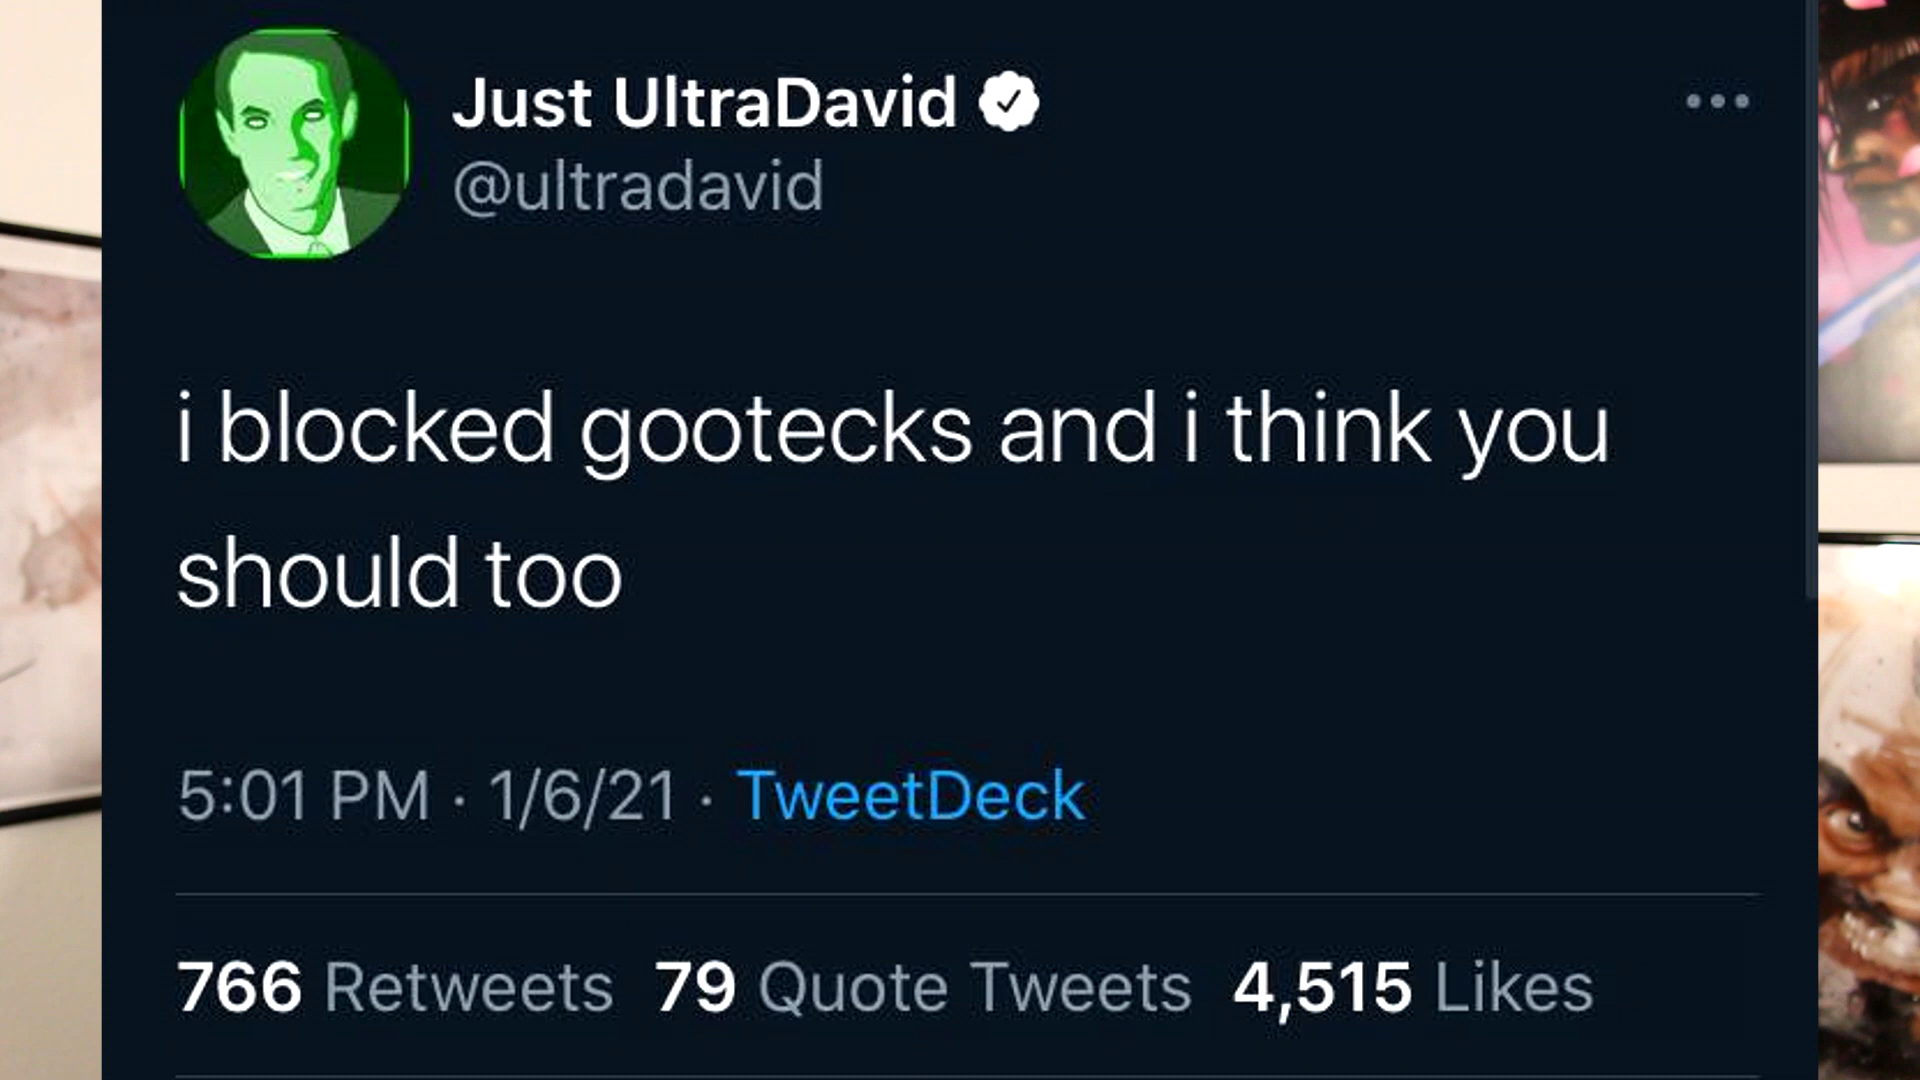 Just UltraDavid
@ultradavid
i blocked gootecks and i think you
should too
5:01 PM · 1/6/21 · TweetDeck
766 Retweets 79 Quote Tweets 4,515 Likes